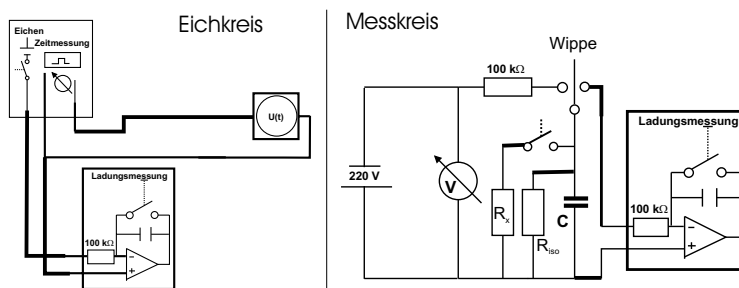 Eichkreis
Eichen
Zeitmessung
U(t)
Ladungsmessung
100 kΩ
−
+
Messkreis
Wippe
100 kΩ
Ladungsmessung
220 V
V
Rx
Riso
C
100 kΩ
−
+